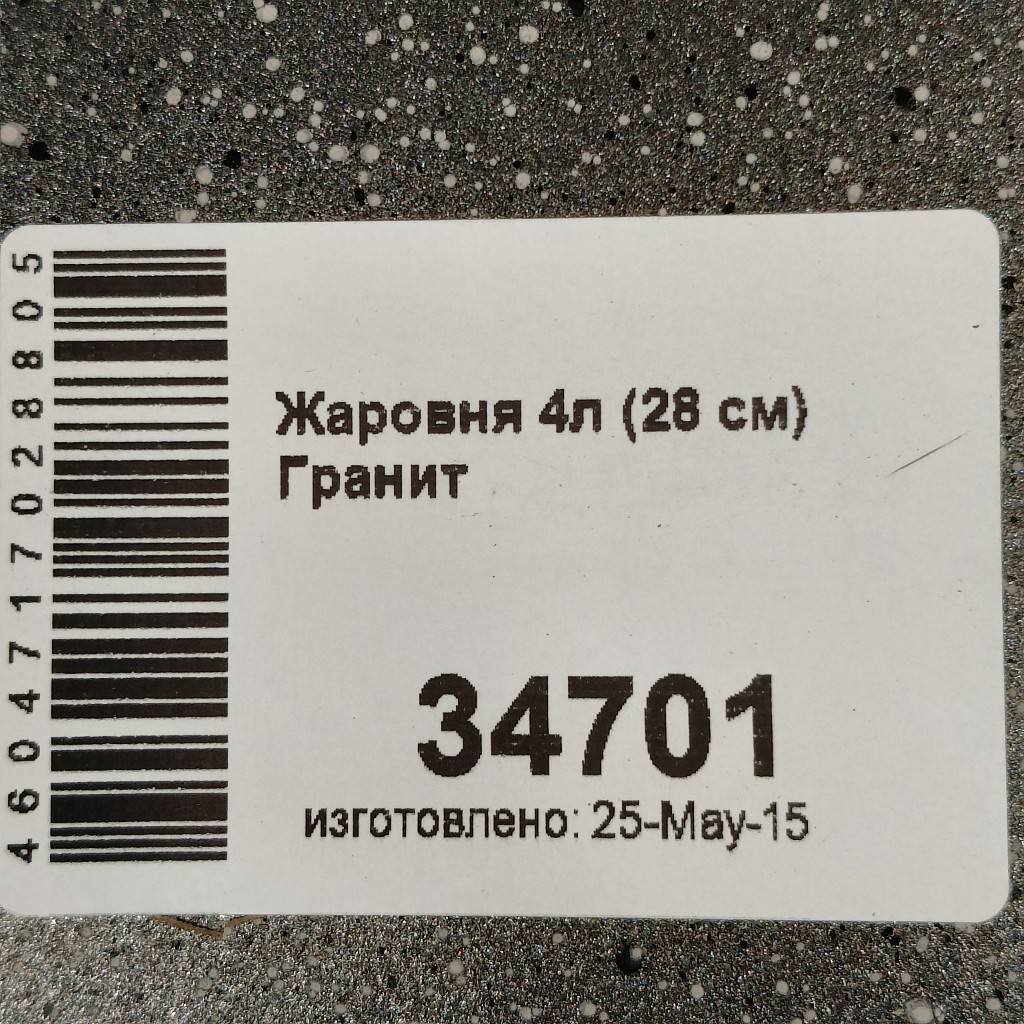 4604717028805
Жаровня 4л (28 см)
Гранит
34701
изготовлено: 25-May-15